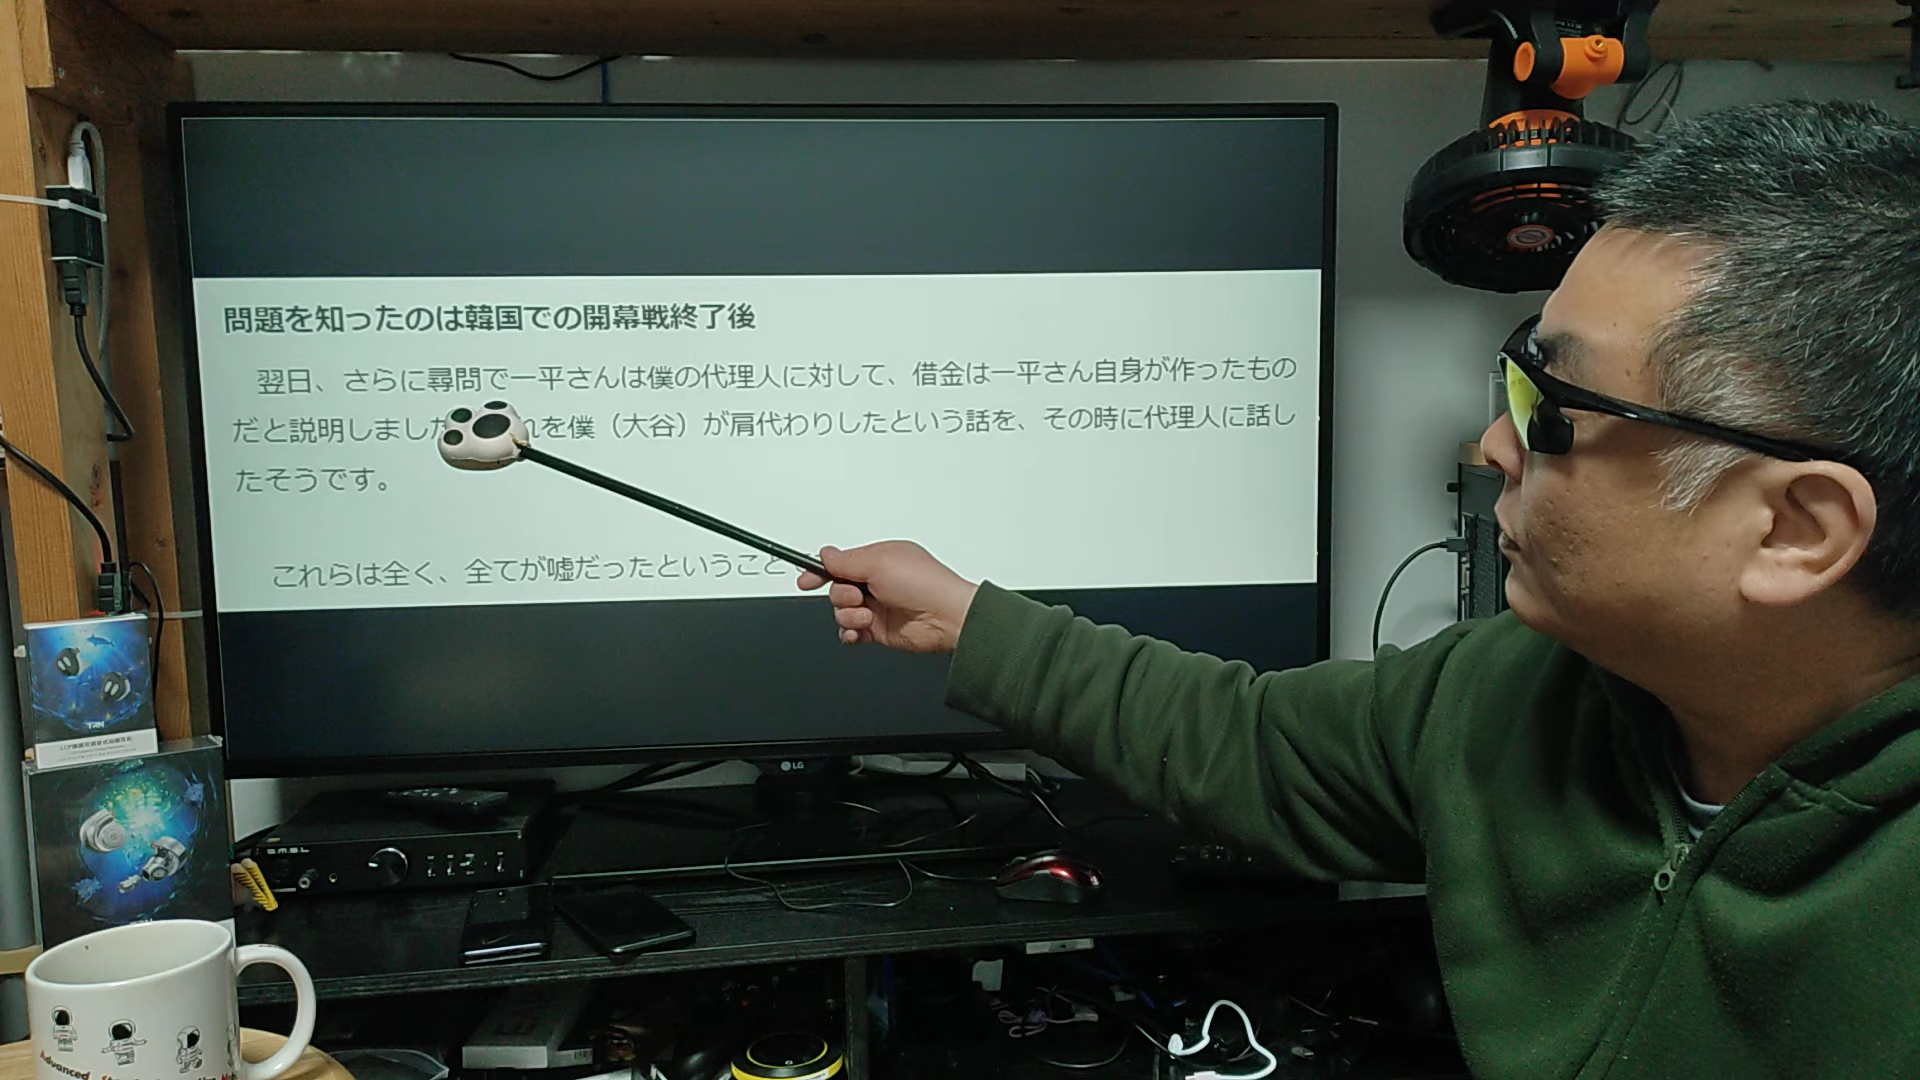 問題を知ったのは韓国での開幕戦終了後
翌日、さらに尋問で一平さんは僕の代理人に対して、借金は一平さん自身が作ったもの
だと説明しました れを僕（大谷）が肩代わりしたという話を、その時に代理人に話し
たそうです。
これらは全く、全てが嘘だったということ
LG
S.M.S.L
TRN
Advanced